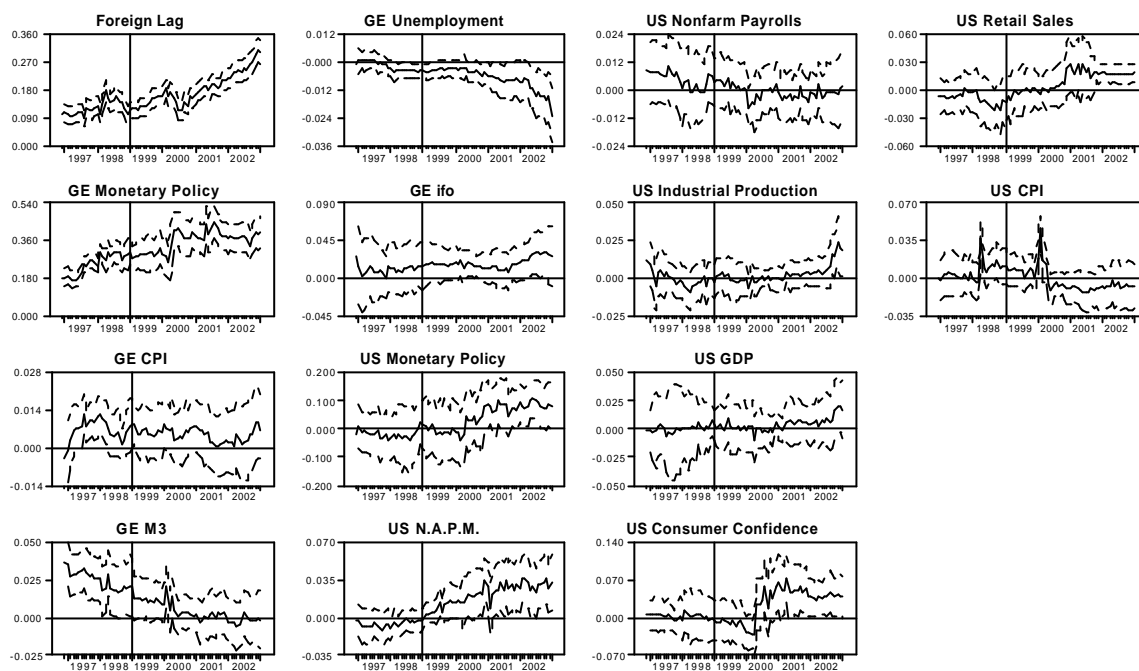 Foreign Lag
0.360
0.270
0.180
0.090
0.000
1997 1998 1999 2000 2001 2002
GE Unemployment
0.012
-0.000
-0.012
-0.024
-0.036
1997 1998 1999 2000 2001 2002
US Nonfarm Payrolls
0.024
0.012
0.000
-0.012
-0.024
1997 1998 1999 2000 2001 2002
US Retail Sales
0.060
0.030
0.000
-0.030
-0.060
1997 1998 1999 2000 2001 2002
GE Monetary Policy
0.540
0.360
0.180
0.000
1997 1998 1999 2000 2001 2002
GE ifo
0.090
0.045
0.000
-0.045
1997 1998 1999 2000 2001 2002
US Industrial Production
0.050
0.025
0.000
-0.025
1997 1998 1999 2000 2001 2002
US CPI
0.070
0.035
0.000
-0.035
1997 1998 1999 2000 2001 2002
GE CPI
0.028
0.014
0.000
-0.014
1997 1998 1999 2000 2001 2002
US Monetary Policy
0.200
0.100
0.000
-0.100
-0.200
1997 1998 1999 2000 2001 2002
US GDP
0.050
0.025
0.000
-0.025
-0.050
1997 1998 1999 2000 2001 2002
GE M3
0.050
0.025
0.000
-0.025
1997 1998 1999 2000 2001 2002
US N.A.P.M.
0.070
0.035
0.000
-0.035
1997 1998 1999 2000 2001 2002
US Consumer Confidence
0.140
0.070
0.000
-0.070
1997 1998 1999 2000 2001 2002